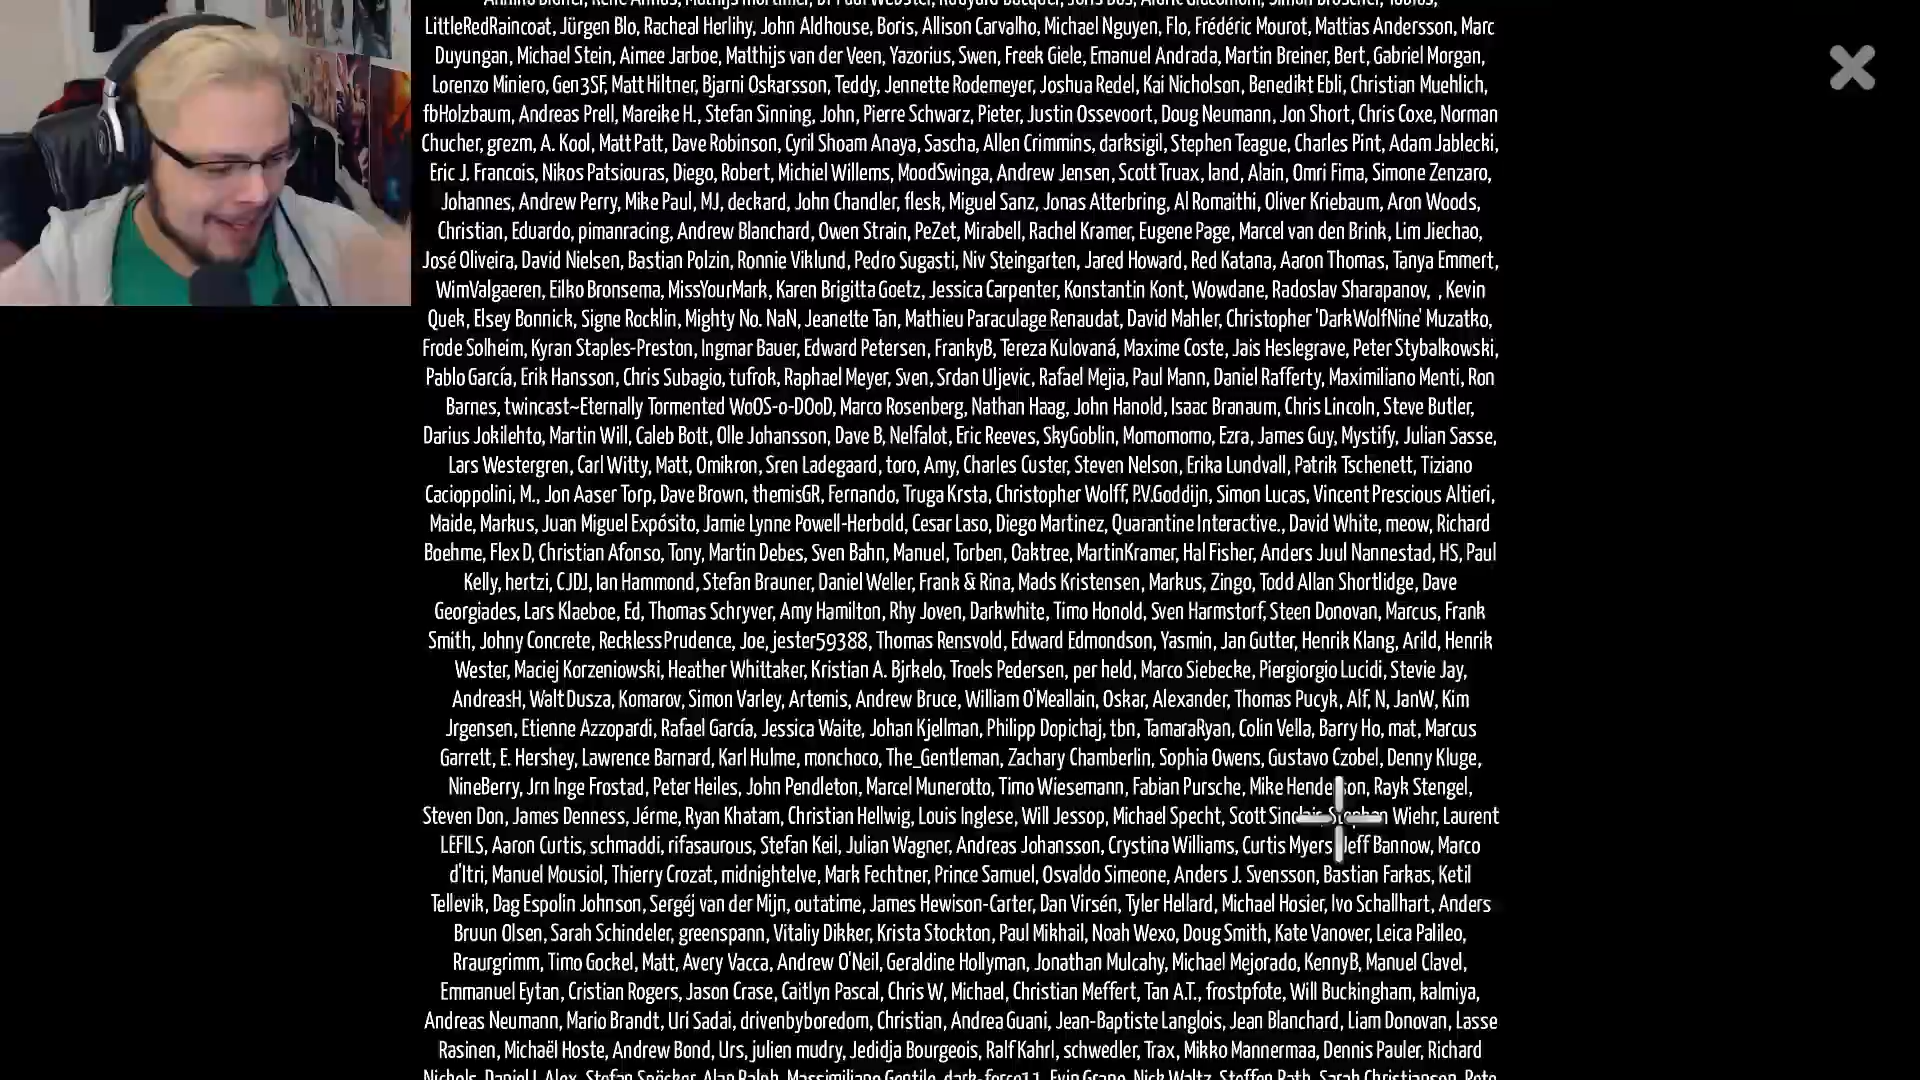 LittleRedRaincoat, Jürgen Blo, Racheal Herlihy, John Aldhouse, Boris, Allison Carvalho, Michael Nguyen, Flo, Frédéric Mourot, Mattias Andersson, Marc
Duyungan, Michael Stein, Aimee Jarboe, Matthijs van der Veen, Yazorius, Swen, Freek Giele, Emanuel Andrada, Martin Breiner, Bert, Gabriel Morgan,
Lorenzo Miniero, Gen3SF, Matt Hiltner, Bjarni Oskarsson, Teddy, Jennette Rodemeyer, Joshua Redel, Kai Nicholson, Benedikt Ebli, Christian Muehlich,
fbHolzbaum, Andreas Prell, Mareike H., Stefan Sinning, John, Pierre Schwarz, Pieter, Justin Ossevoort, Doug Neumann, Jon Short, Chris Coxe, Norman
Chucher, grezm, A. Kool, Matt Patt, Dave Robinson, Cyril Shoam Anaya, Sascha, Allen Crimmins, darksigil, Stephen Teague, Charles Pint, Adam Jablecki,
Eric J. Francois, Nikos Patsiouras, Diego, Robert, Michiel Willems, MoodSwinga, Andrew Jensen, Scott Truax, land, Alain, Omri Fima, Simone Zenzaro,
Johannes, Andrew Perry, Mike Paul, MJ, deckard, John Chandler, flesk, Miguel Sanz, Jonas Atterbring, Al Romaithi, Oliver Kriebaum, Aron Woods,
Christian, Eduardo, pimanracing, Andrew Blanchard, Owen Strain, PeZet, Mirabell, Rachel Kramer, Eugene Page, Marcel van den Brink, Lim Jiechao,
José Oliveira, David Nielsen, Bastian Polzin, Ronnie Viklund, Pedro Sugasti, Niv Steingarten, Jared Howard, Red Katana, Aaron Thomas, Tanya Emmert,
WimValgaeren, Eilko Bronsema, MissYourMark, Karen Brigitta Goetz, Jessica Carpenter, Konstantin Kont, Wowdane, Radoslav Sharapanov, , Kevin
Quek, Elsey Bonnick, Signe Rocklin, Mighty No. NaN, Jeanette Tan, Mathieu Paraculage Renaudat, David Mahler, Christopher 'DarkWolfNine' Muzatko,
Frode Solheim, Kyran Staples-Preston, Ingmar Bauer, Edward Petersen, FrankyB, Tereza Kulovaná, Maxime Coste, Jais Heslegrave, Peter Stybalkowski,
Pablo García, Erik Hansson, Chris Subagio, tufrok, Raphael Meyer, Sven, Srdan Uljevic, Rafael Mejia, Paul Mann, Daniel Rafferty, Maximiliano Menti, Ron
Barnes, twincast~Eternally Tormented WoOS-o-DOoD, Marco Rosenberg, Nathan Haag, John Hanold, Isaac Branaum, Chris Lincoln, Steve Butler,
Darius Jokilehto, Martin Will, Caleb Bott, Olle Johansson, Dave B, Nelfalot, Eric Reeves, SkyGoblin, Momomomo, Ezra, James Guy, Mystify, Julian Sasse,
Lars Westergren, Carl Witty, Matt, Omikron, Sren Ladegaard, toro, Amy, Charles Custer, Steven Nelson, Erika Lundvall, Patrik Tschenett, Tiziano
Cacioppolini, M., Jon Aaser Torp, Dave Brown, themisGR, Fernando, Truga Krsta, Christopher Wolff, P.V.Goddijn, Simon Lucas, Vincent Prescious Altieri,
Maide, Markus, Juan Miguel Expósito, Jamie Lynne Powell-Herbold, Cesar Laso, Diego Martinez, Quarantine Interactive., David White, meow, Richard
Boehme, Flex D, Christian Afonso, Tony, Martin Debes, Sven Bahn, Manuel, Torben, Oaktree, MartinKramer, Hal Fisher, Anders Juul Nannestad, HS, Paul
Kelly, hertzi, CJDJ, Ian Hammond, Stefan Brauner, Daniel Weller, Frank & Rina, Mads Kristensen, Markus, Zingo, Todd Allan Shortlidge, Dave
Georgiades, Lars Klaeboe, Ed, Thomas Schryver, Amy Hamilton, Rhy Joven, Darkwhite, Timo Honold, Sven Harmstorf, Steen Donovan, Marcus, Frank
Smith, Johny Concrete, RecklessPrudence, Joe, jester59388, Thomas Rensvold, Edward Edmondson, Yasmin, Jan Gutter, Henrik Klang, Arild, Henrik
Wester, Maciej Korzeniowski, Heather Whittaker, Kristian A. Bjrkelo, Troels Pedersen, per held, Marco Siebecke, Piergiorgio Lucidi, Stevie Jay,
AndreasH, Walt Dusza, Komarov, Simon Varley, Artemis, Andrew Bruce, William O'Meallain, Oskar, Alexander, Thomas Pucyk, Alf, N, JanW, Kim
Jrgensen, Etienne Azzopardi, Rafael García, Jessica Waite, Johan Kjellman, Philipp Dopichaj, tbn, TamaraRyan, Colin Vella, Barry Ho, mat, Marcus
Garrett, E. Hershey, Lawrence Barnard, Karl Hulme, monchoco, The_Gentleman, Zachary Chamberlin, Sophia Owens, Gustavo Czobel, Denny Kluge,
NineBerry, Jrn Inge Frostad, Peter Heiles, John Pendleton, Marcel Munerotto, Timo Wiesemann, Fabian Pursche, Mike Henderson, Rayk Stengel,
Steven Don, James Denness, Jérme, Ryan Khatam, Christian Hellwig, Louis Inglese, Will Jessop, Michael Specht, Scott Sinclair, Stephan Wiehr, Laurent
LEFILS, Aaron Curtis, schmaddi, rifasaurous, Stefan Keil, Julian Wagner, Andreas Johansson, Crystina Williams, Curtis Myers, Jeff Bannow, Marco
d'Itri, Manuel Mousiol, Thierry Crozat, midnightelve, Mark Fechtner, Prince Samuel, Osvaldo Simeone, Anders J. Svensson, Bastian Farkas, Ketil
Tellevik, Dag Espolin Johnson, Sergéj van der Mijn, outatime, James Hewison-Carter, Dan Virsén, Tyler Hellard, Michael Hosier, Ivo Schallhart, Anders
Bruun Olsen, Sarah Schindeler, greenspann, Vitaliy Dikker, Krista Stockton, Paul Mikhail, Noah Wexo, Doug Smith, Kate Vanover, Leica Palileo,
Rraurgrimm, Timo Gockel, Matt, Avery Vacca, Andrew O'Neil, Geraldine Hollyman, Jonathan Mulcahy, Michael Mejorado, KennyB, Manuel Clavel,
Emmanuel Eytan, Cristian Rogers, Jason Crase, Caitlyn Pascal, Chris W, Michael, Christian Meffert, Tan A.T., frostpfote, Will Buckingham, kalmiya,
Andreas Neumann, Mario Brandt, Uri Sadai, drivenbyboredom, Christian, Andrea Guani, Jean-Baptiste Langlois, Jean Blanchard, Liam Donovan, Lasse
Rasinen, Michaël Hoste, Andrew Bond, Urs, julien mudry, Jedidja Bourgeois, Ralf Kahrl, schwedler, Trax, Mikko Mannermaa, Dennis Pauler, Richard